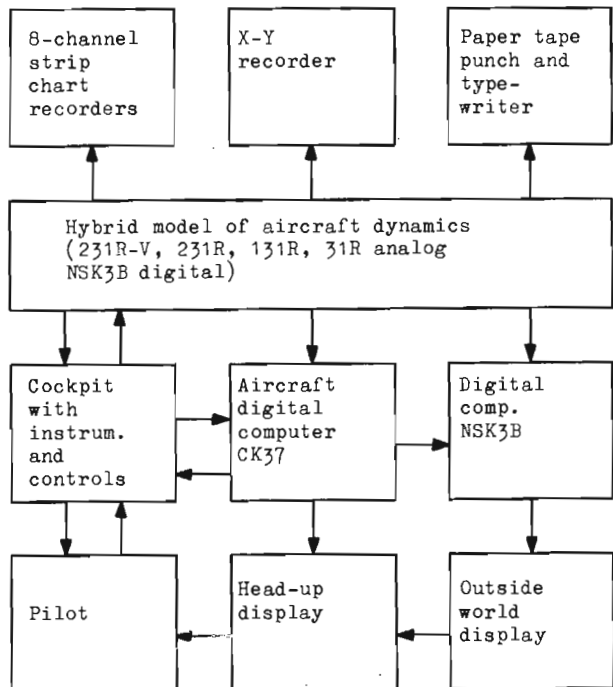 8-channel
strip
chart
recorders
X-Y
recorder
Paper tape
punch and
type-
writer
Hybrid model of aircraft dynamics
(231R-V, 231R, 131R, 31R analog
NSK3B digital)
Cockpit
with
instrum.
and
controls
Aircraft
digital
computer
CK37
Digital
comp.
NSK3B
Pilot
Head-up
display
Outside
world
display